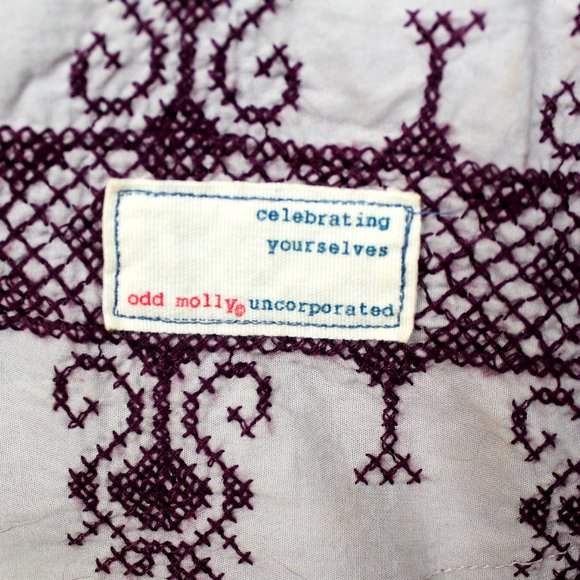 celebrating
yourselves
odd molly© uncorporated